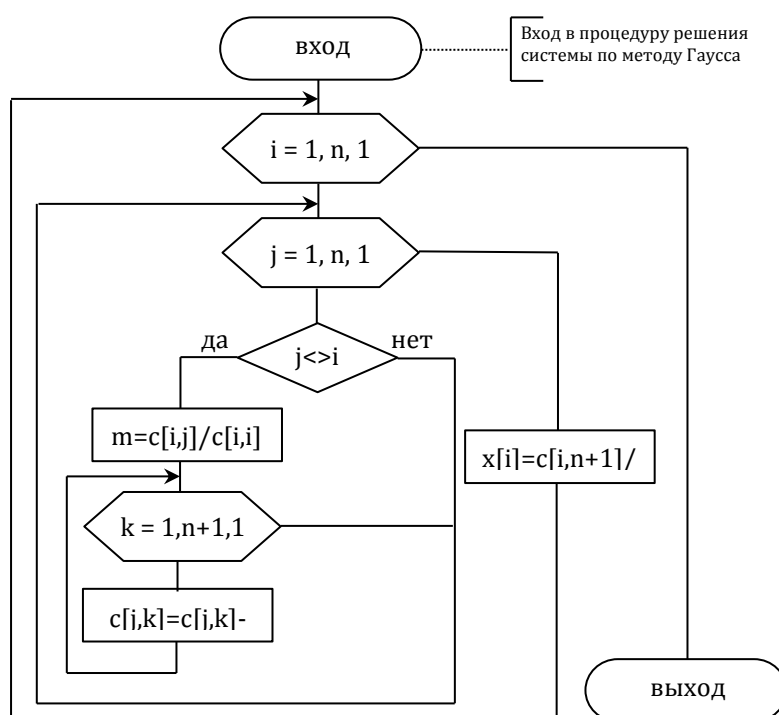 вход
Вход в процедуру решения
системы по методу Гаусса
i = 1, n, 1
j = 1, n, 1
да
нет
j<>i
m=c[i,j]/c[i,i]
x[i]=c[i,n+1]/
k = 1,n+1,1
c[j,k]=c[j,k]-
выход